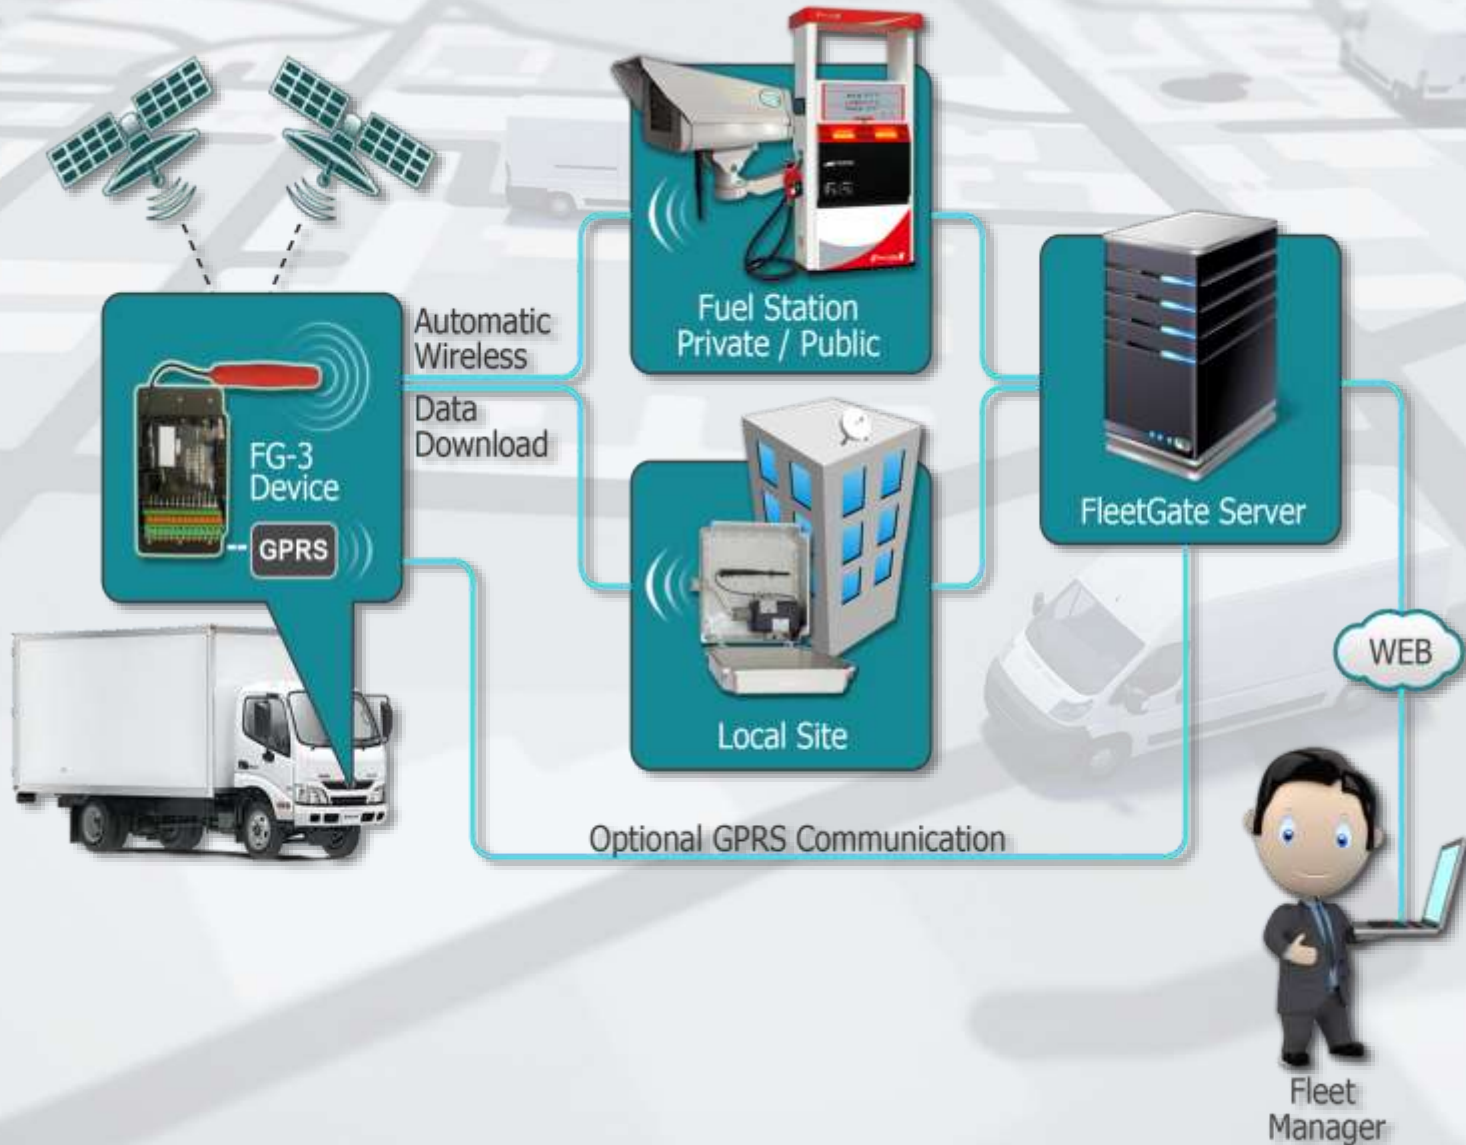 Automatic
Wireless
Data
Download
FG-3
Device
GPRS
Fuel Station
Private / Public
Local Site
FleetGate Server
WEB
Optional GPRS Communication
Fleet
Manager